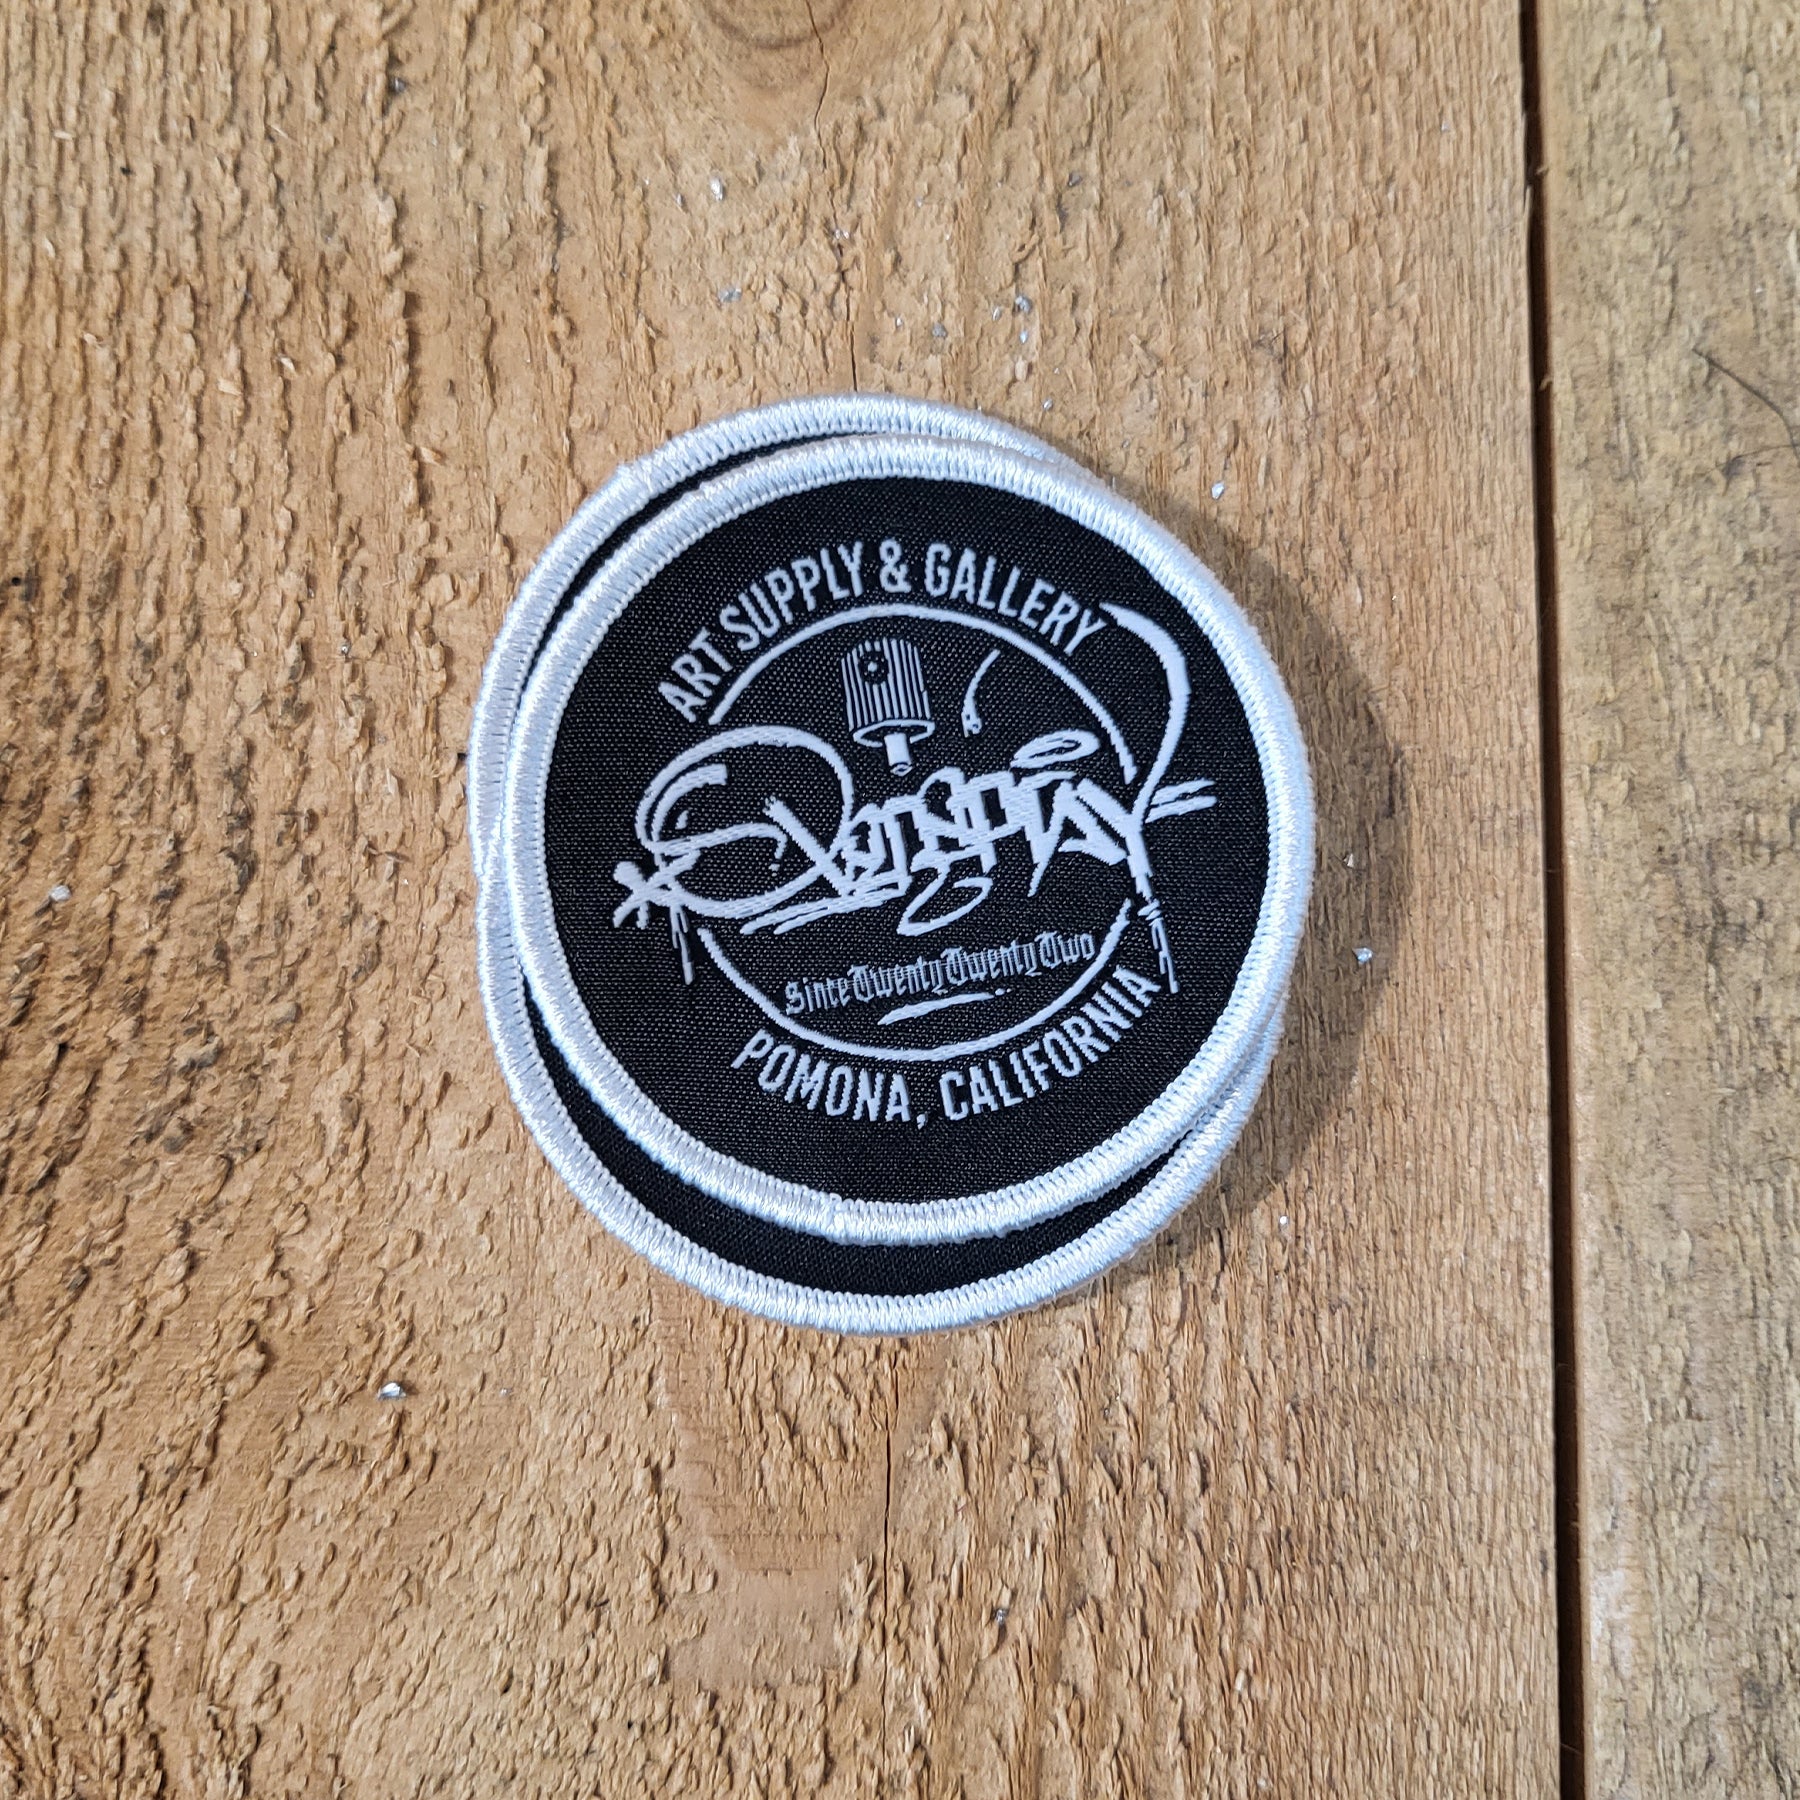 ART SUPPLY & GALLERY
Since Twenty Twenty Two
POMONA, CALIFORNIA